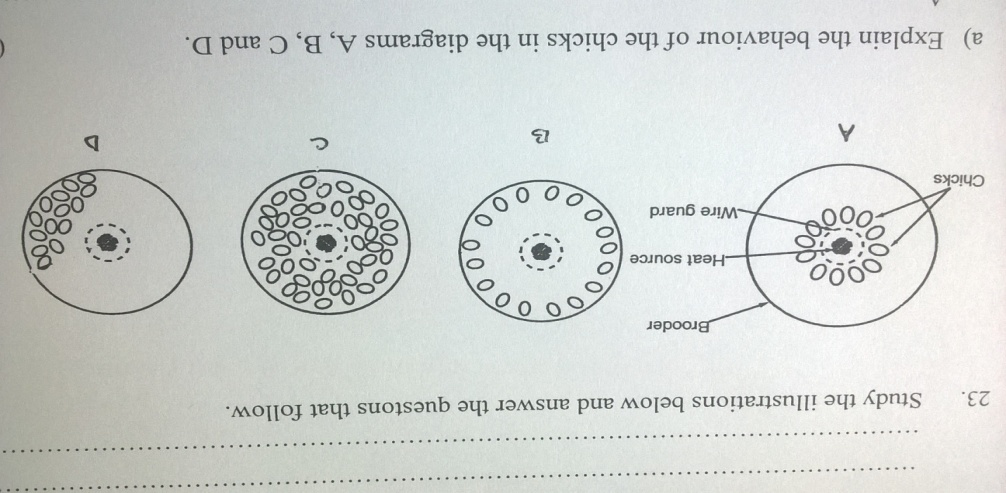 23. Study the illustrations below and answer the questons that follow.
Brooder
Heat source
Wire guard
Chicks
A B C D
a) Explain the behaviour of the chicks in the diagrams A, B, C and D. (